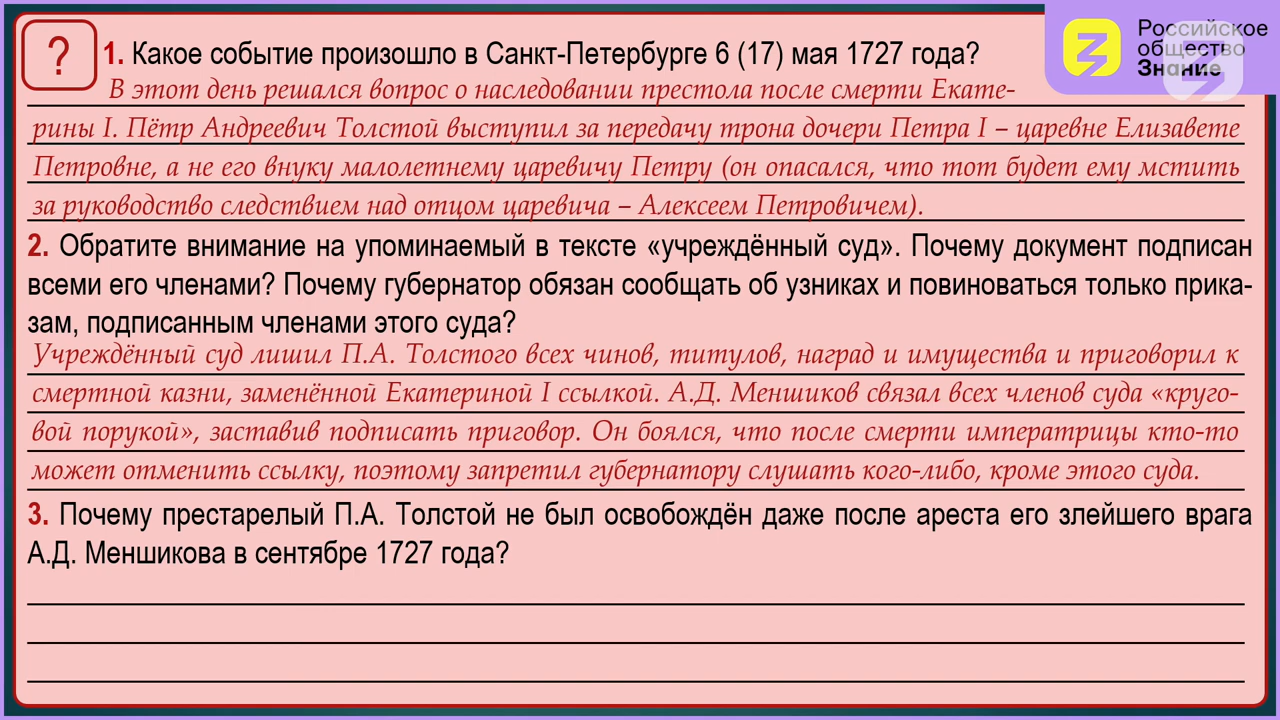 ?
1. Какое событие произошло в Санкт-Петербурге 6 (17) мая 1727 года?
Российское
общество
Знание
В этот день решался вопрос о наследовании престола после смерти Екате-
рины I. Пётр Андреевич Толстой выступил за передачу трона дочери Петра I – царевне Елизавете
Петровне, а не его внуку малолетнему царевичу Петру (он опасался, что тот будет ему мстить
за руководство следствием над отцом царевича – Алексеем Петровичем).
2. Обратите внимание на упоминаемый в тексте «учреждённый суд». Почему документ подписан
всеми его членами? Почему губернатор обязан сообщать об узниках и повиноваться только прика-
зам, подписанным членами этого суда?
Учреждённый суд лишил П.А. Толстого всех чинов, титулов, наград и имущества и приговорил к
смертной казни, заменённой Екатериной I ссылкой. А.Д. Меншиков связал всех членов суда «круго-
вой порукой», заставив подписать приговор. Он боялся, что после смерти императрицы кто-то
может отменить ссылку, поэтому запретил губернатору слушать кого-либо, кроме этого суда.
3. Почему престарелый П.А. Толстой не был освобождён даже после ареста его злейшего врага
А.Д. Меншикова в сентябре 1727 года?